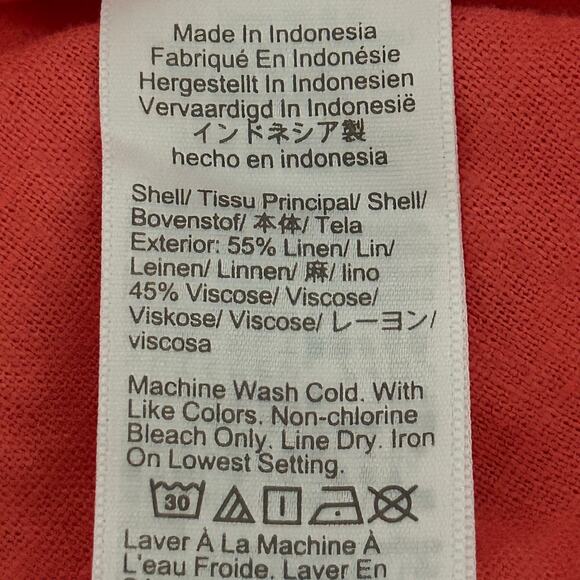 Made In Indonesia
Fabriqué En Indonésie
Hergestellt In Indonesien
Vervaardigd In Indonesië
インドネシア製
hecho en indonesia
Shell/ Tissu Principal/ Shell/
Bovenstof/ 本体/ Tela
Exterior: 55% Linen/ Lin/
Leinen/ Linnen/ 麻/ lino
45% Viscose/ Viscose/
Viskose/ Viscose/ レーヨン/
viscosa
Machine Wash Cold. With
Like Colors. Non-chlorine
Bleach Only. Line Dry. Iron
On Lowest Setting.
30
Laver À La Machine À
L'eau Froide. Laver En